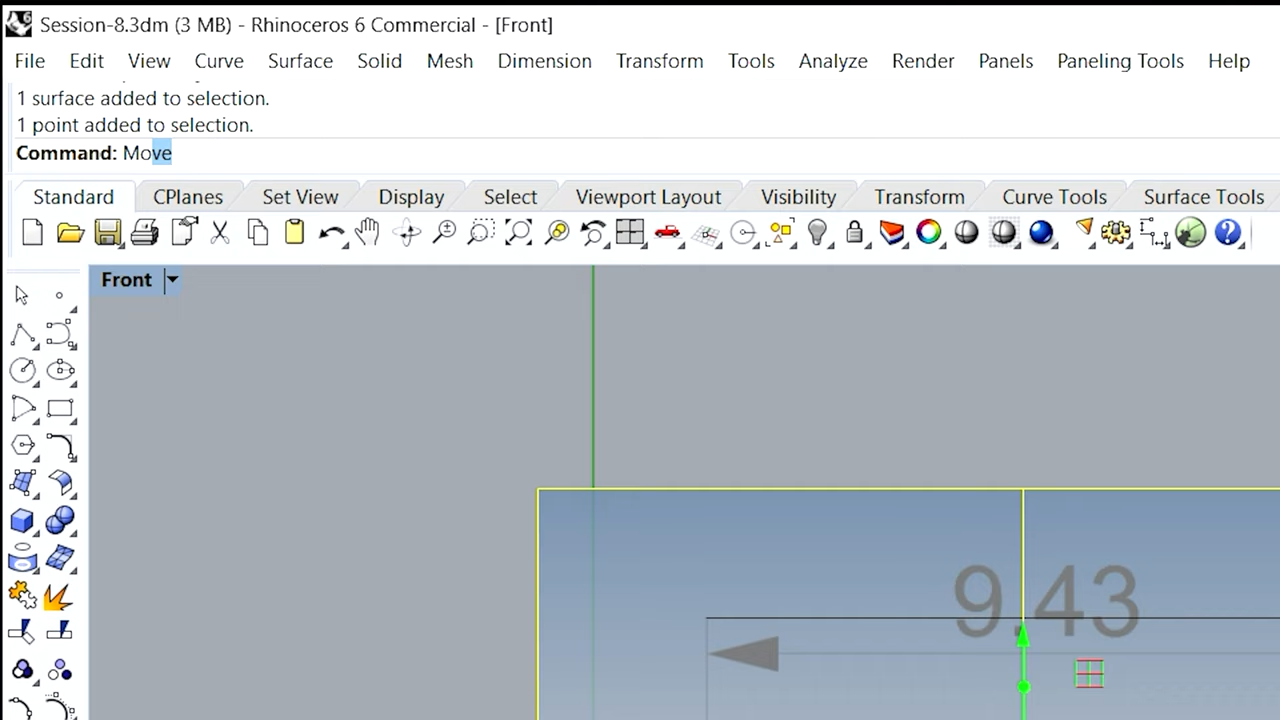 Session-8.3dm (3 MB) - Rhinoceros 6 Commercial - [Front]
File Edit View Curve Surface Solid Mesh Dimension Transform Tools Analyze Render Panels Paneling Tools Help
1 surface added to selection.
1 point added to selection.
Command: Move
Standard CPlanes Set View Display Select Viewport Layout Visibility Transform Curve Tools Surface Tools
Front
9.43